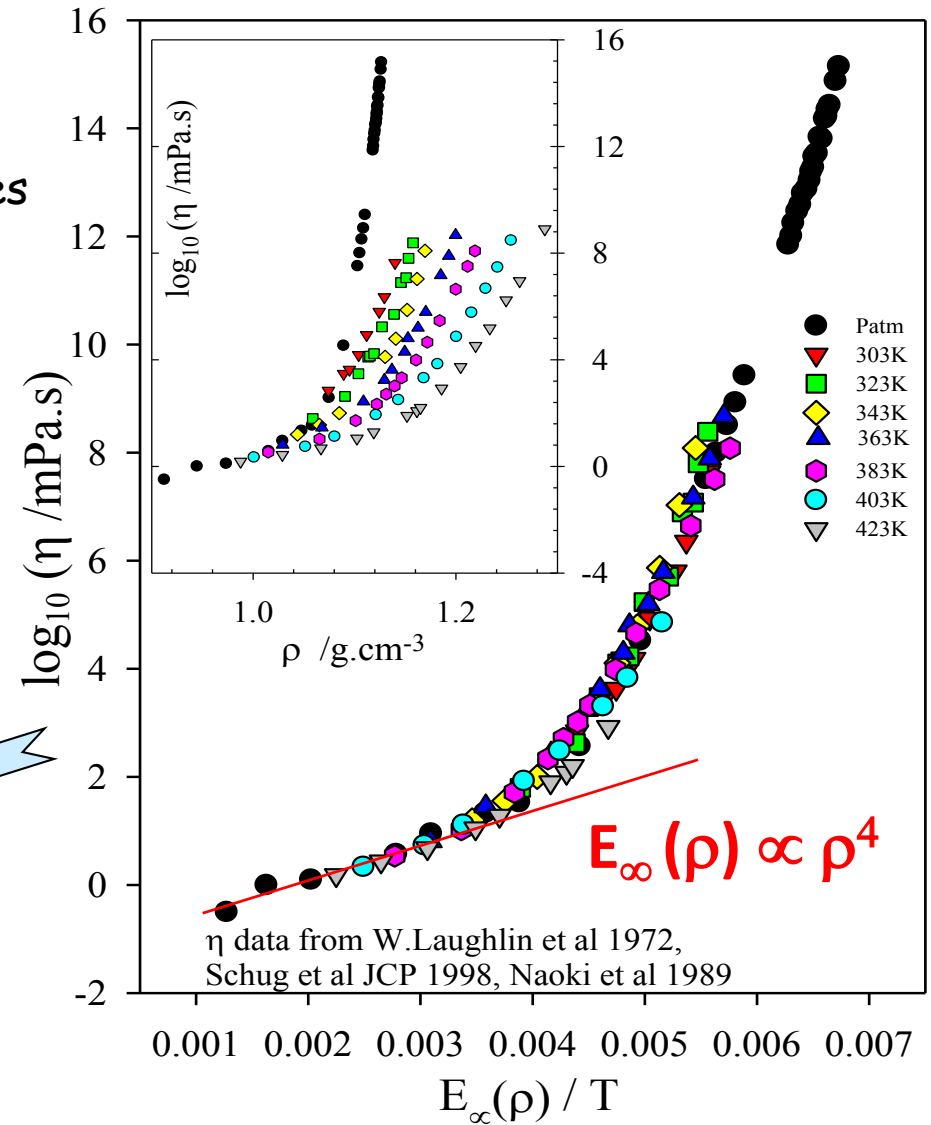 es
16
14
12
10
8
6
4
2
0
-2
log₁₀ (η /mPa.s)
16
12
8
4
0
-4
log₁₀ (η /mPa.s)
1.0 1.2
ρ /g.cm⁻³
Patm
303K
323K
343K
363K
383K
403K
423K
E∞(ρ) ∝ ρ⁴
η data from W.Laughlin et al 1972,
Schug et al JCP 1998, Naoki et al 1989
0.001 0.002 0.003 0.004 0.005 0.006 0.007
E∞(ρ) / T